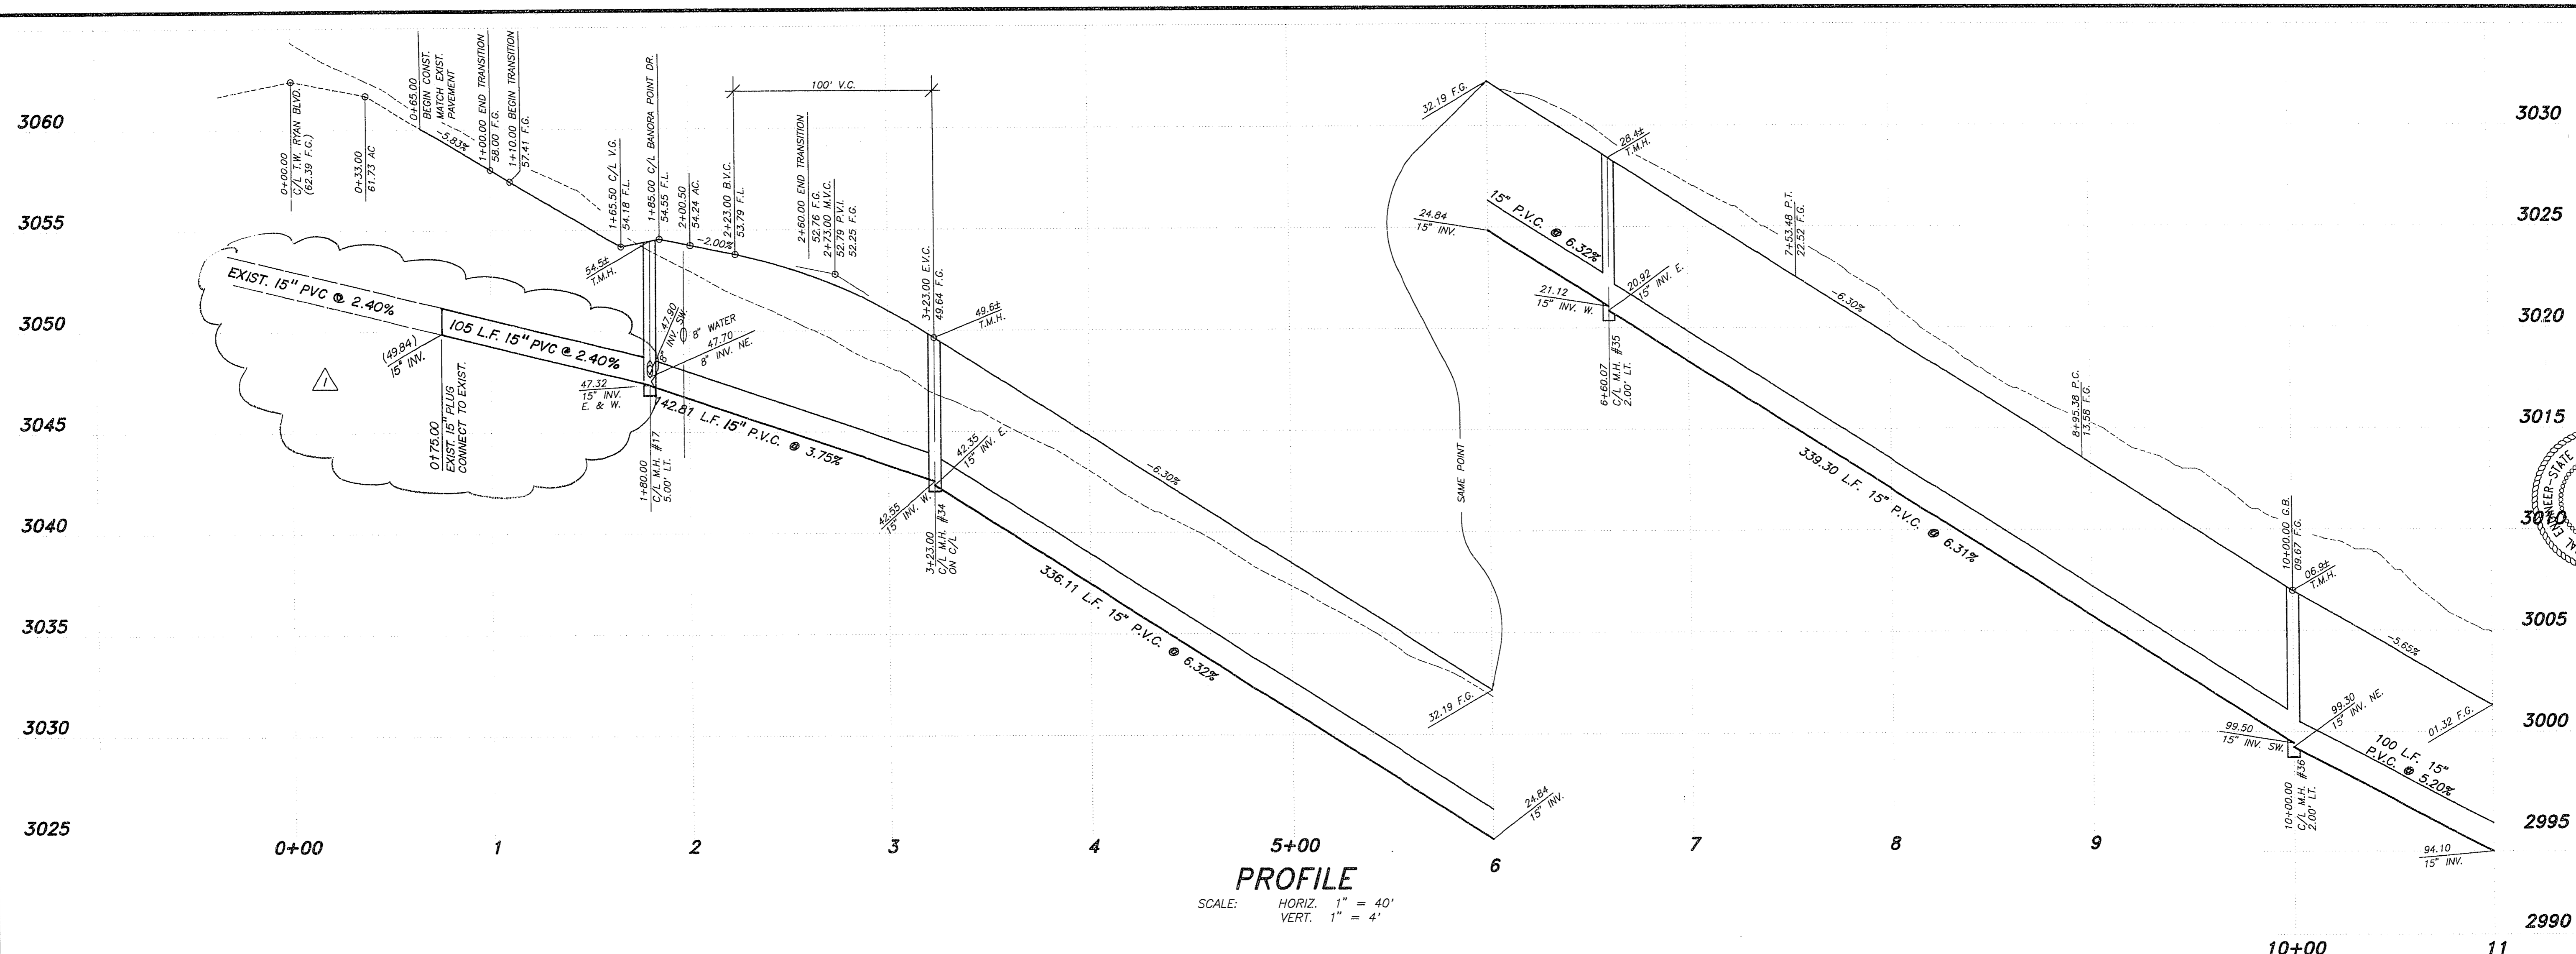 3060
3055
3050
3045
3040
3035
3030
3025
0+00.00
C/L T.W. RYAN BLVD.
(62.39 F.G.)
0+33.00
61.73 AC
0+65.00
BEGIN CONST.
MATCH EXIST.
PAVEMENT
-5.83%
1+00.00 END TRANSITION
58.00 F.G.
1+10.00 BEGIN TRANSITION
57.41 F.G.
1+65.50 C/L V.G.
54.18 F.L.
1+85.00 C/L BANORA POINT DR.
54.55 F.L.
2+00.50
54.24 AC.
-2.00%
2+23.00 B.V.C.
53.79 F.L.
100' V.C.
2+60.00 END TRANSITION
52.76 F.G.
2+73.00 M.V.C.
52.79 P.V.I.
52.25 F.G.
3+23.00 E.V.C.
49.64 F.G.
49.6±
T.M.H.
54.5±
T.M.H.
EXIST. 15" PVC @ 2.40%
105 L.F. 15" PVC @ 2.40%
(49.84)
15" INV.
1
0+75.00
EXIST. 15" PLUG
CONNECT TO EXIST.
47.90
8" INV. SW.
8" WATER
47.70
8" INV. NE.
47.32
15" INV.
E. & W.
142.81 L.F. 15" P.V.C. @ 3.75%
1+80.00
C/L M.H. #17
5.00' LT.
42.35
15" INV. E.
42.55
15" INV. W.
3+23.00
C/L M.H. #34
ON C/L
-6.30%
336.11 L.F. 15" P.V.C. @ 6.32%
32.19 F.G.
24.84
15" INV.
SAME POINT
32.19 F.G.
24.84
15" INV.
15" P.V.C. @ 6.32%
28.4±
T.M.H.
20.92
15" INV. E.
21.12
15" INV. W.
6+60.07
C/L M.H. #35
2.00' LT.
7+53.48 P.T.
22.52 F.G.
-6.30%
8+95.38 P.C.
13.58 F.G.
339.30 L.F. 15" P.V.C. @ 6.31%
10+00.00 G.B.
09.67 F.G.
06.9±
T.M.H.
-5.65%
99.30
15" INV. NE.
99.50
15" INV. SW.
01.32 F.G.
100 L.F. 15"
P.V.C. @ 5.20%
10+00.00
C/L M.H. #36
2.00' LT.
94.10
15" INV.
3030
3025
3020
3015
3010
3005
3000
2995
2990
ENGINEER-STATE
0+00
1
2
3
4
5+00
6
7
8
9
10+00
11
PROFILE
SCALE: HORIZ. 1" = 40'
VERT. 1" = 4'